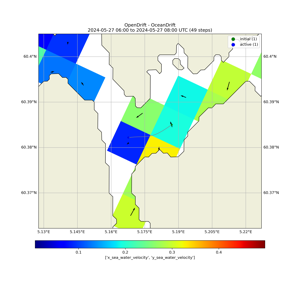 OpenDrift - OceanDrift
2024-05-27 06:00 to 2024-05-27 08:00 UTC (49 steps)
initial (1)
active (1)
60.4°N 60.4°N
60.39°N 60.39°N
60.38°N 60.38°N
60.37°N 60.37°N
5.13°E 5.145°E 5.16°E 5.175°E 5.19°E 5.205°E 5.22°E
0.1 0.2 0.3 0.4
['x_sea_water_velocity', 'y_sea_water_velocity']